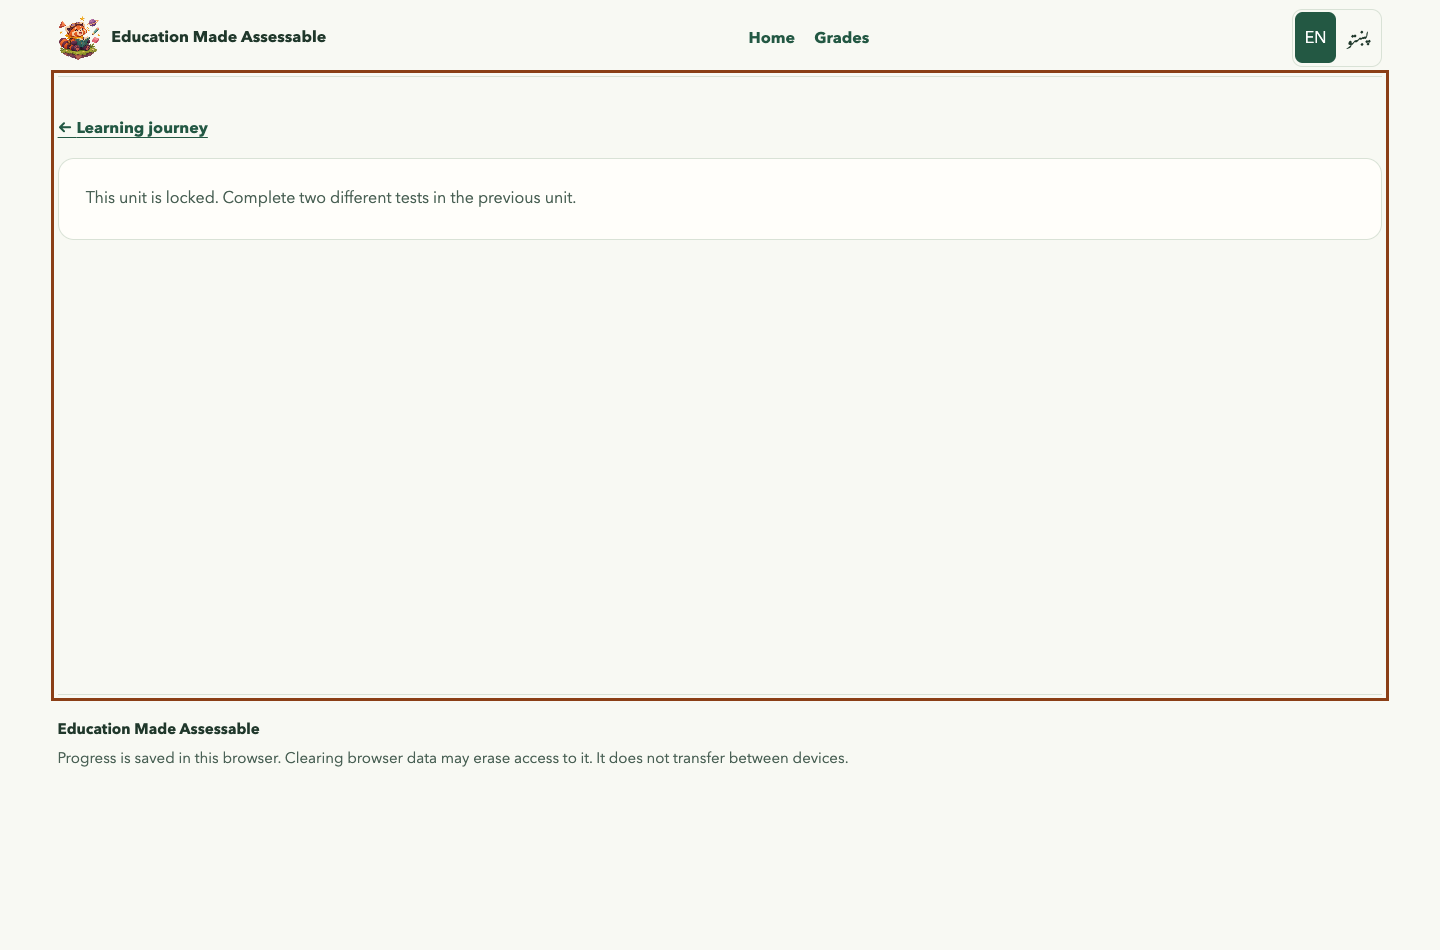 Education Made Assessable
Home
Grades
EN
پښتو
← Learning journey
This unit is locked. Complete two different tests in the previous unit.
Education Made Assessable
Progress is saved in this browser. Clearing browser data may erase access to it. It does not transfer between devices.